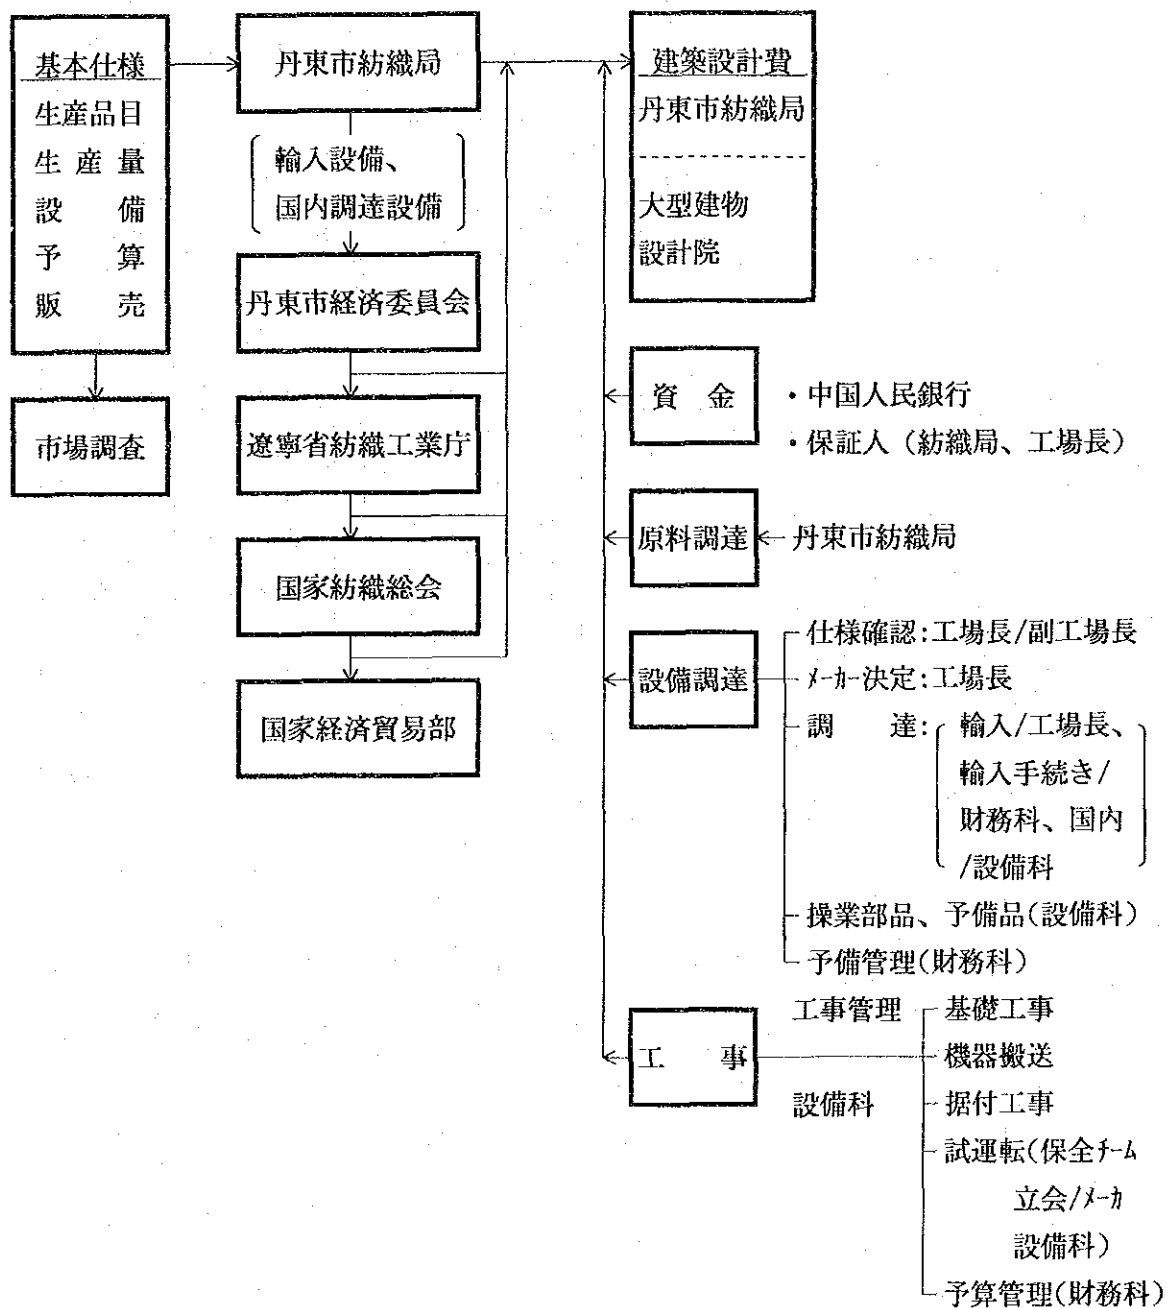 基本仕様
生産品目
生産量
設備
予算
販売
市場調査
丹東市紡織局
輸入設備、
国内調達設備
丹東市経済委員会
遼寧省紡織工業庁
国家紡織総会
国家経済貿易部
建築設計費
丹東市紡織局
大型建物
設計院
資金
・中国人民銀行
・保証人（紡織局、工場長）
原料調達
丹東市紡織局
設備調達
仕様確認:工場長/副工場長
ﾒｰｶｰ決定:工場長
調達:
輸入/工場長、
輸入手続き/
財務科、国内
/設備科
操業部品、予備品(設備科)
予備管理(財務科)
工事
工事管理
設備科
基礎工事
機器搬送
据付工事
試運転(保全ﾁｰﾑ
立会/ﾒｰｶ
設備科)
予算管理(財務科)